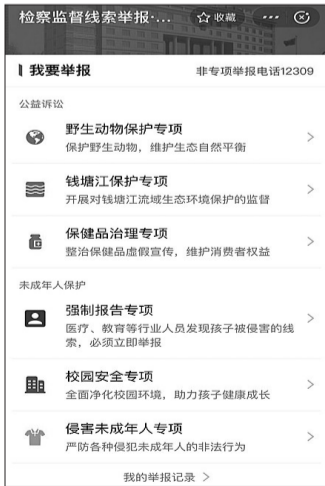 检察监督线索举报·... 收藏
我要举报 非专项举报电话12309
公益诉讼
野生动物保护专项
保护野生动物，维护生态自然平衡
钱塘江保护专项
开展对钱塘江流域生态环境保护的监督
保健品治理专项
整治保健品虚假宣传，维护消费者权益
未成年人保护
强制报告专项
医疗、教育等行业人员发现孩子被侵害的线
索，必须立即举报
校园安全专项
全面净化校园环境，助力孩子健康成长
侵害未成年人专项
严防各种侵犯未成年人的非法行为
我的举报记录